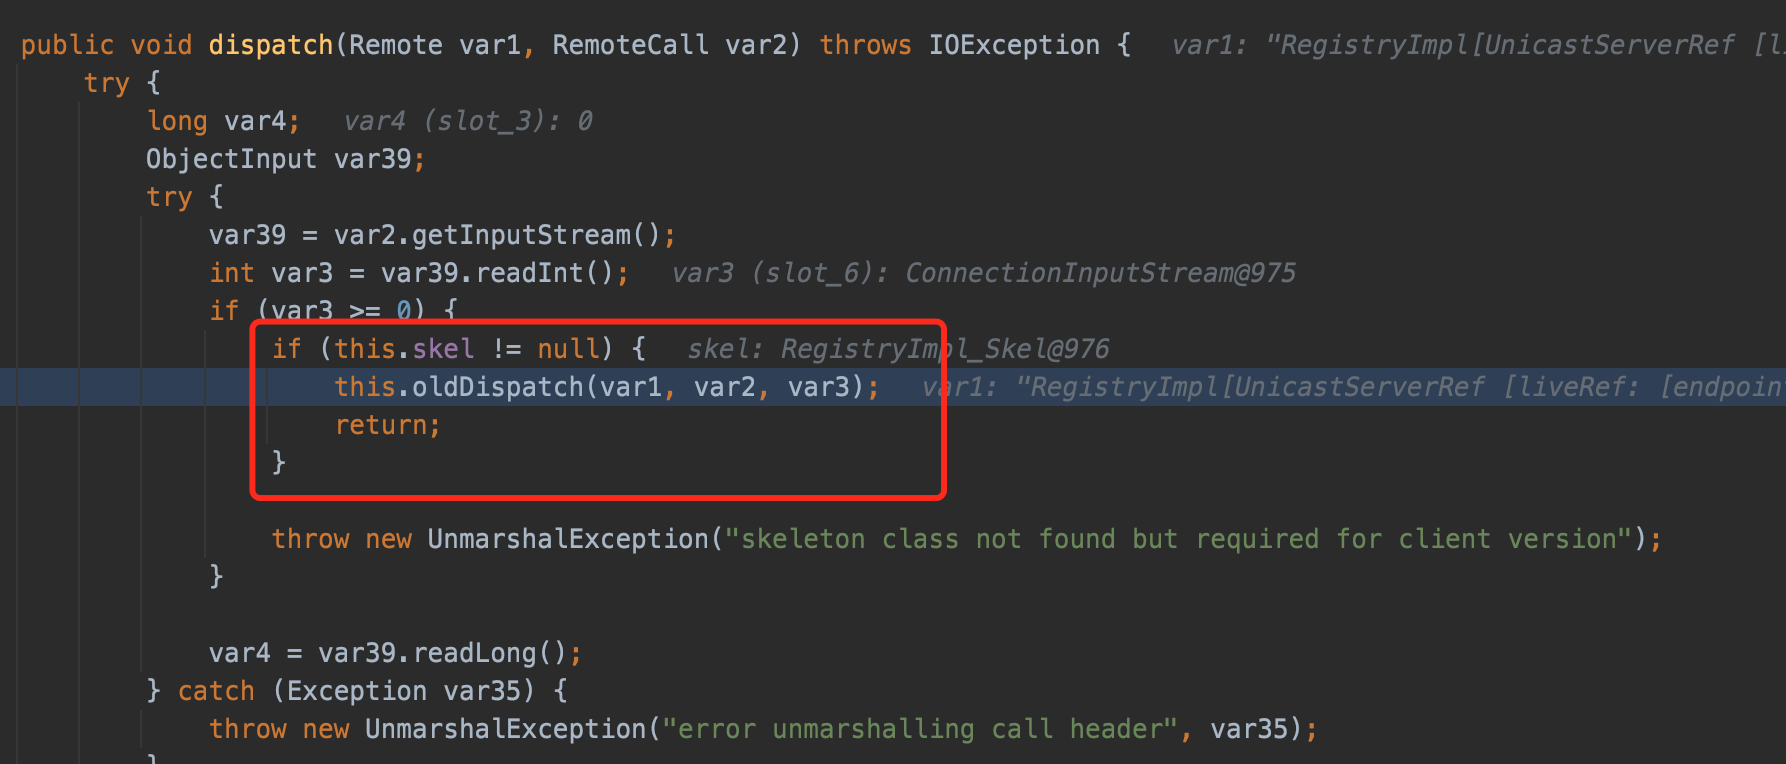 public void dispatch(Remote var1, RemoteCall var2) throws IOException {   var1: "RegistryImpl[UnicastServerRef [li
try {
long var4;   var4 (slot_3): 0
ObjectInput var39;
try {
var39 = var2.getInputStream();
int var3 = var39.readInt();   var3 (slot_6): ConnectionInputStream@975
if (var3 >= 0) {
if (this.skel != null) {   skel: RegistryImpl_Skel@976
this.oldDispatch(var1, var2, var3);   var1: "RegistryImpl[UnicastServerRef [liveRef: [endpoin
return;
}
throw new UnmarshalException("skeleton class not found but required for client version");
}
var4 = var39.readLong();
} catch (Exception var35) {
throw new UnmarshalException("error unmarshalling call header", var35);
}